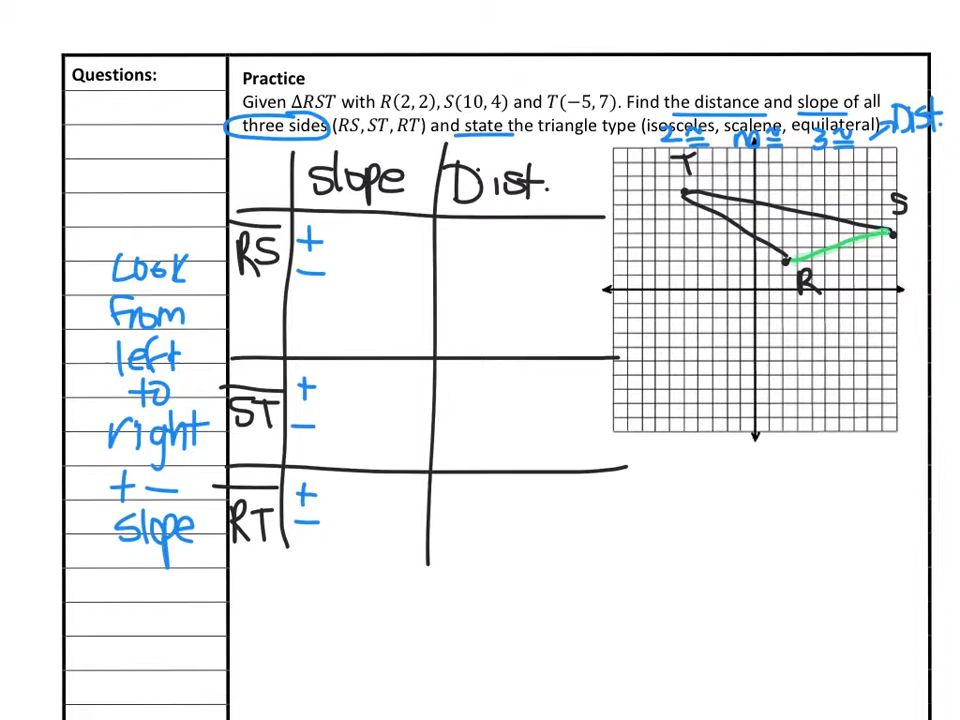 Questions:
Practice
Given ΔRST with R(2, 2), S(10, 4) and T(−5, 7). Find the distance and slope of all
three sides (RS, ST, RT) and state the triangle type (isosceles, scalene, equilateral)
Dist.
2 ≅ no ≅ 3 ≅
slope Dist.
T
S
R
RS + −
ST + −
RT + −
Look
from
left
to
right
+ −
slope